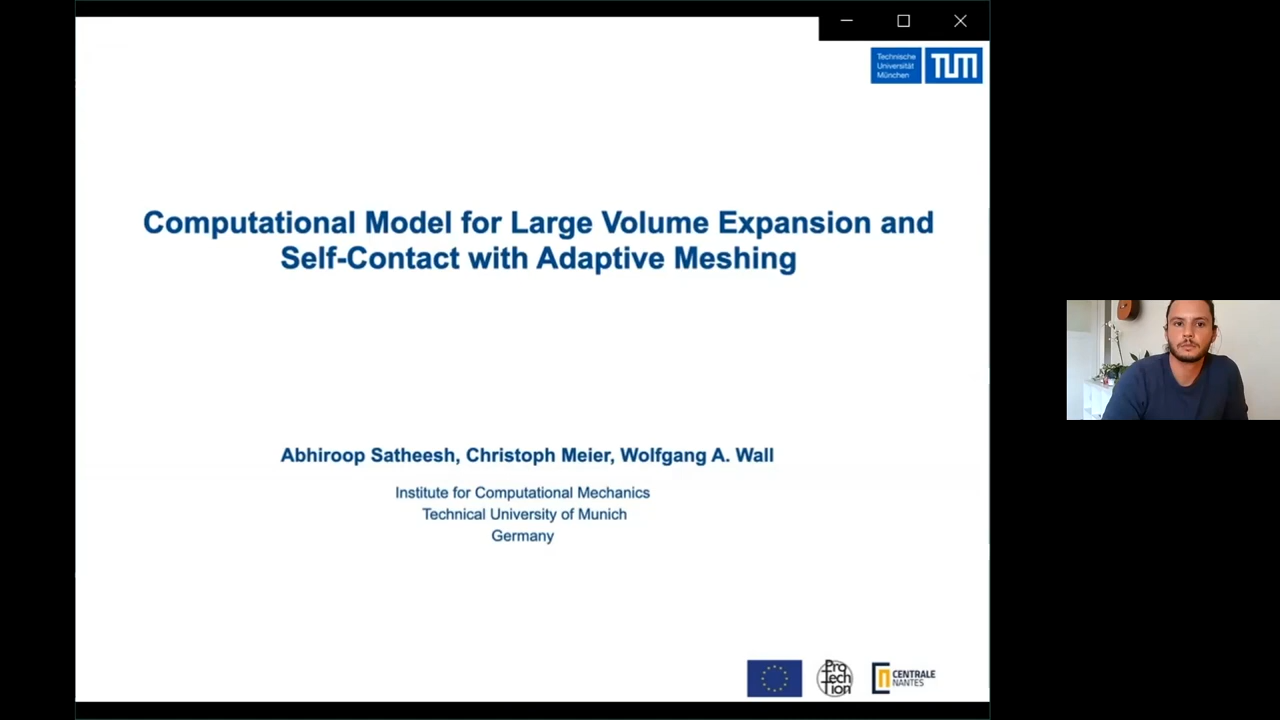 Technische
Universität
München
TUM
Computational Model for Large Volume Expansion and
Self-Contact with Adaptive Meshing
Abhiroop Satheesh, Christoph Meier, Wolfgang A. Wall
Institute for Computational Mechanics
Technical University of Munich
Germany
Pro
tech
tion
CENTRALE
NANTES